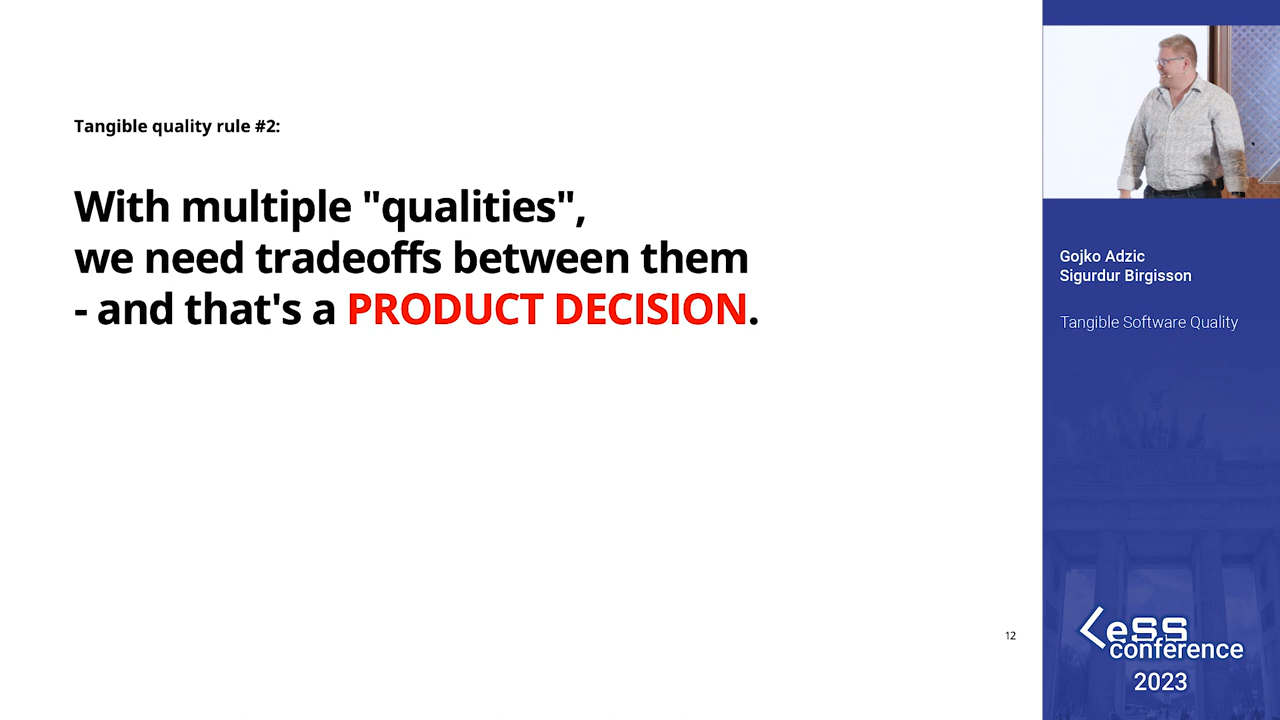 Tangible quality rule #2:
With multiple "qualities",
we need tradeoffs between them
- and that's a PRODUCT DECISION.
12
Gojko Adzic
Sigurdur Birgisson
Tangible Software Quality
LeSS
conference
2023